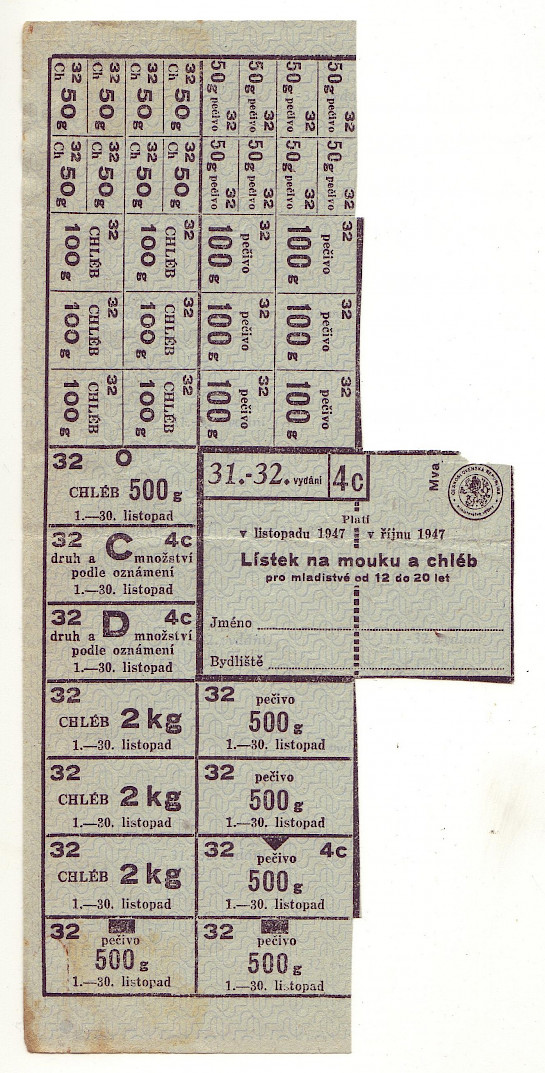 32 Ch 50 g
32 Ch 50 g
32 Ch 50 g
32 Ch 50 g
50 g pečivo 32
50 g pečivo 32
50 g pečivo 32
50 g pečivo 32
32 Ch 50 g
32 Ch 50 g
32 Ch 50 g
32 Ch 50 g
50 g pečivo 32
50 g pečivo 32
50 g pečivo 32
50 g pečivo 32
32 CHLÉB 100 g
32 CHLÉB 100 g
32 pečivo 100 g
32 pečivo 100 g
32 CHLÉB 100 g
32 CHLÉB 100 g
32 pečivo 100 g
32 pečivo 100 g
32 CHLÉB 100 g
32 CHLÉB 100 g
32 pečivo 100 g
32 pečivo 100 g
32 O
CHLÉB 500 g
1.—30. listopad
32 C 4c
druh a množství
podle oznámení
1.—30. listopad
32 D 4c
druh a množství
podle oznámení
1.—30. listopad
31.-32. vydání 4c
Mva
ČESKOSLOVENSKÁ REPUBLIKA
Platí
v listopadu 1947 v říjnu 1947
Lístek na mouku a chléb
pro mladistvé od 12 do 20 let
Jméno
Bydliště
32
CHLÉB 2 kg
1.—30. listopad
32 pečivo
500 g
1.—30. listopad
32
CHLÉB 2 kg
1.—30. listopad
32 pečivo
500 g
1.—30. listopad
32
CHLÉB 2 kg
1.—30. listopad
32 4c
pečivo
500 g
1.—30. listopad
32
pečivo
500 g
1.—30. listopad
32
pečivo
500 g
1.—30. listopad